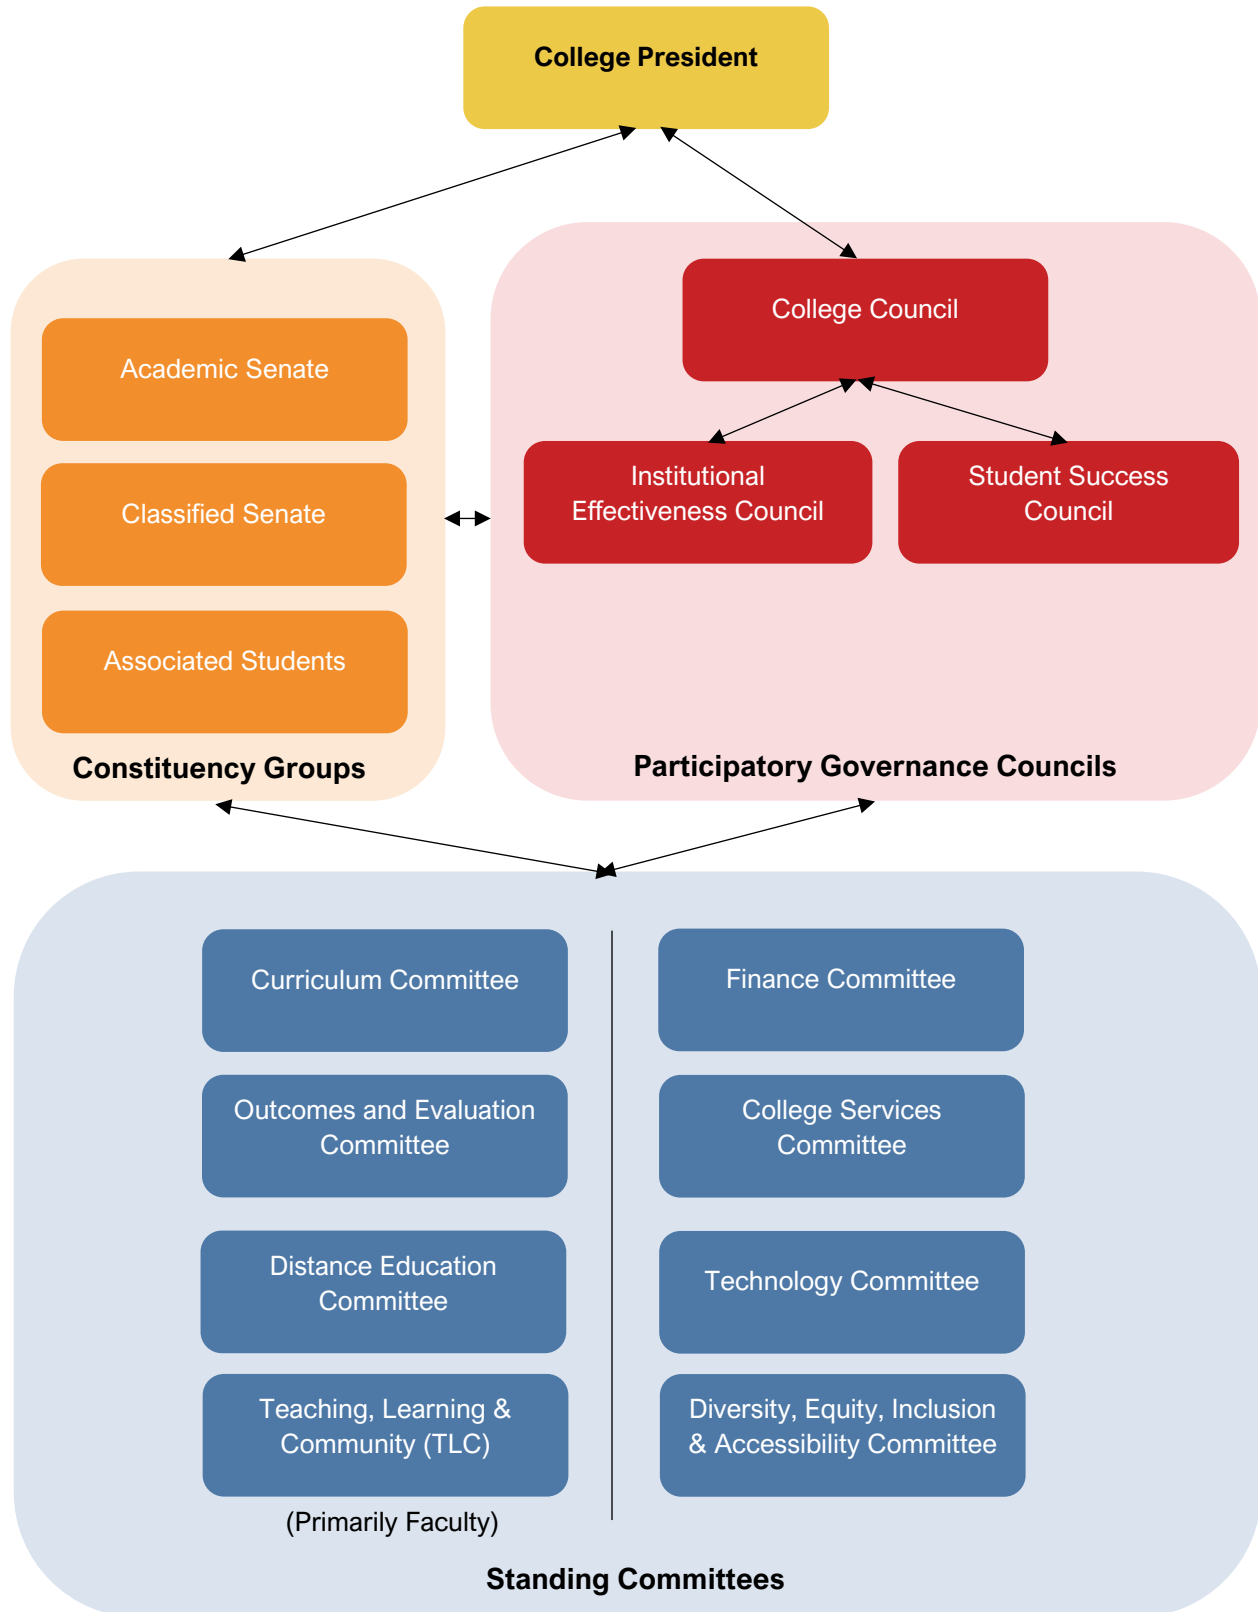 College President
Academic Senate
Classified Senate
Associated Students
Constituency Groups
College Council
Institutional
Effectiveness Council
Student Success
Council
Participatory Governance Councils
Curriculum Committee
Outcomes and Evaluation
Committee
Distance Education
Committee
Teaching, Learning &
Community (TLC)
(Primarily Faculty)
Finance Committee
College Services
Committee
Technology Committee
Diversity, Equity, Inclusion
& Accessibility Committee
Standing Committees